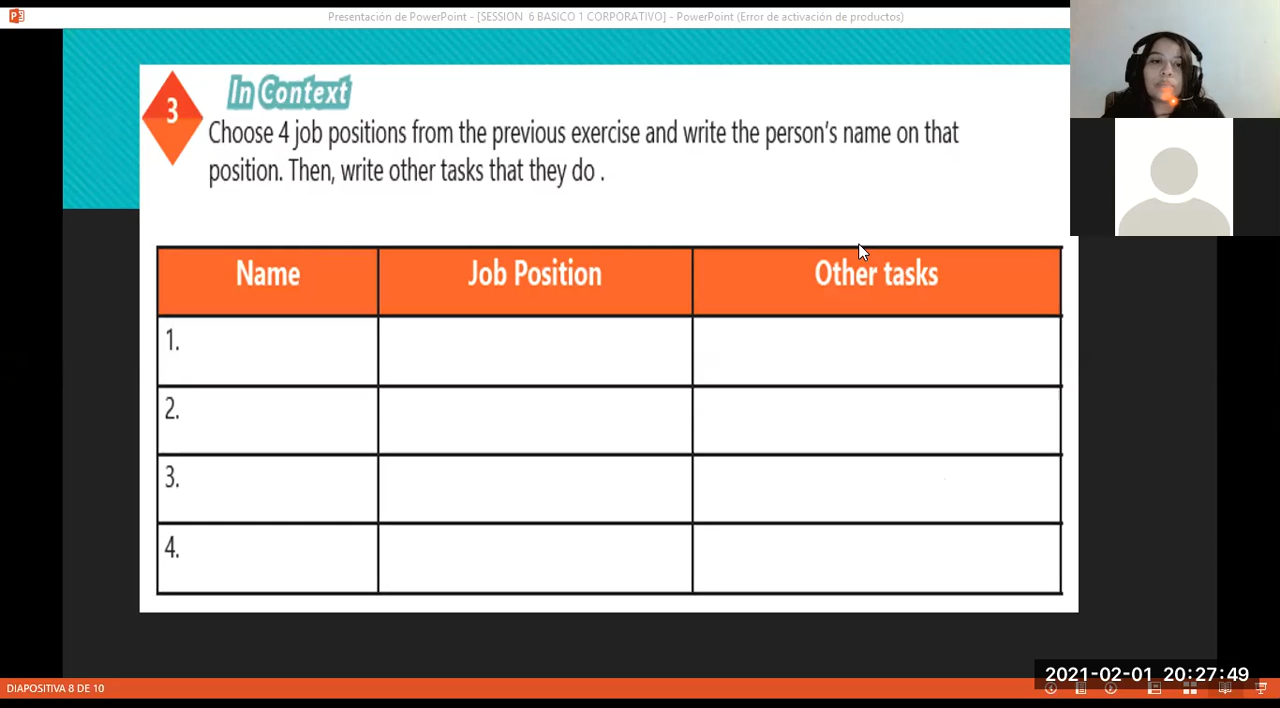 Presentación de PowerPoint - [SESSION  6 BASICO 1 CORPORATIVO] - PowerPoint (Error de activación de productos)
3
In Context
Choose 4 job positions from the previous exercise and write the person's name on that
position. Then, write other tasks that they do .
Name Job Position Other tasks
1.
2.
3.
4.
2021-02-01 20:27:49
DIAPOSITIVA 8 DE 10